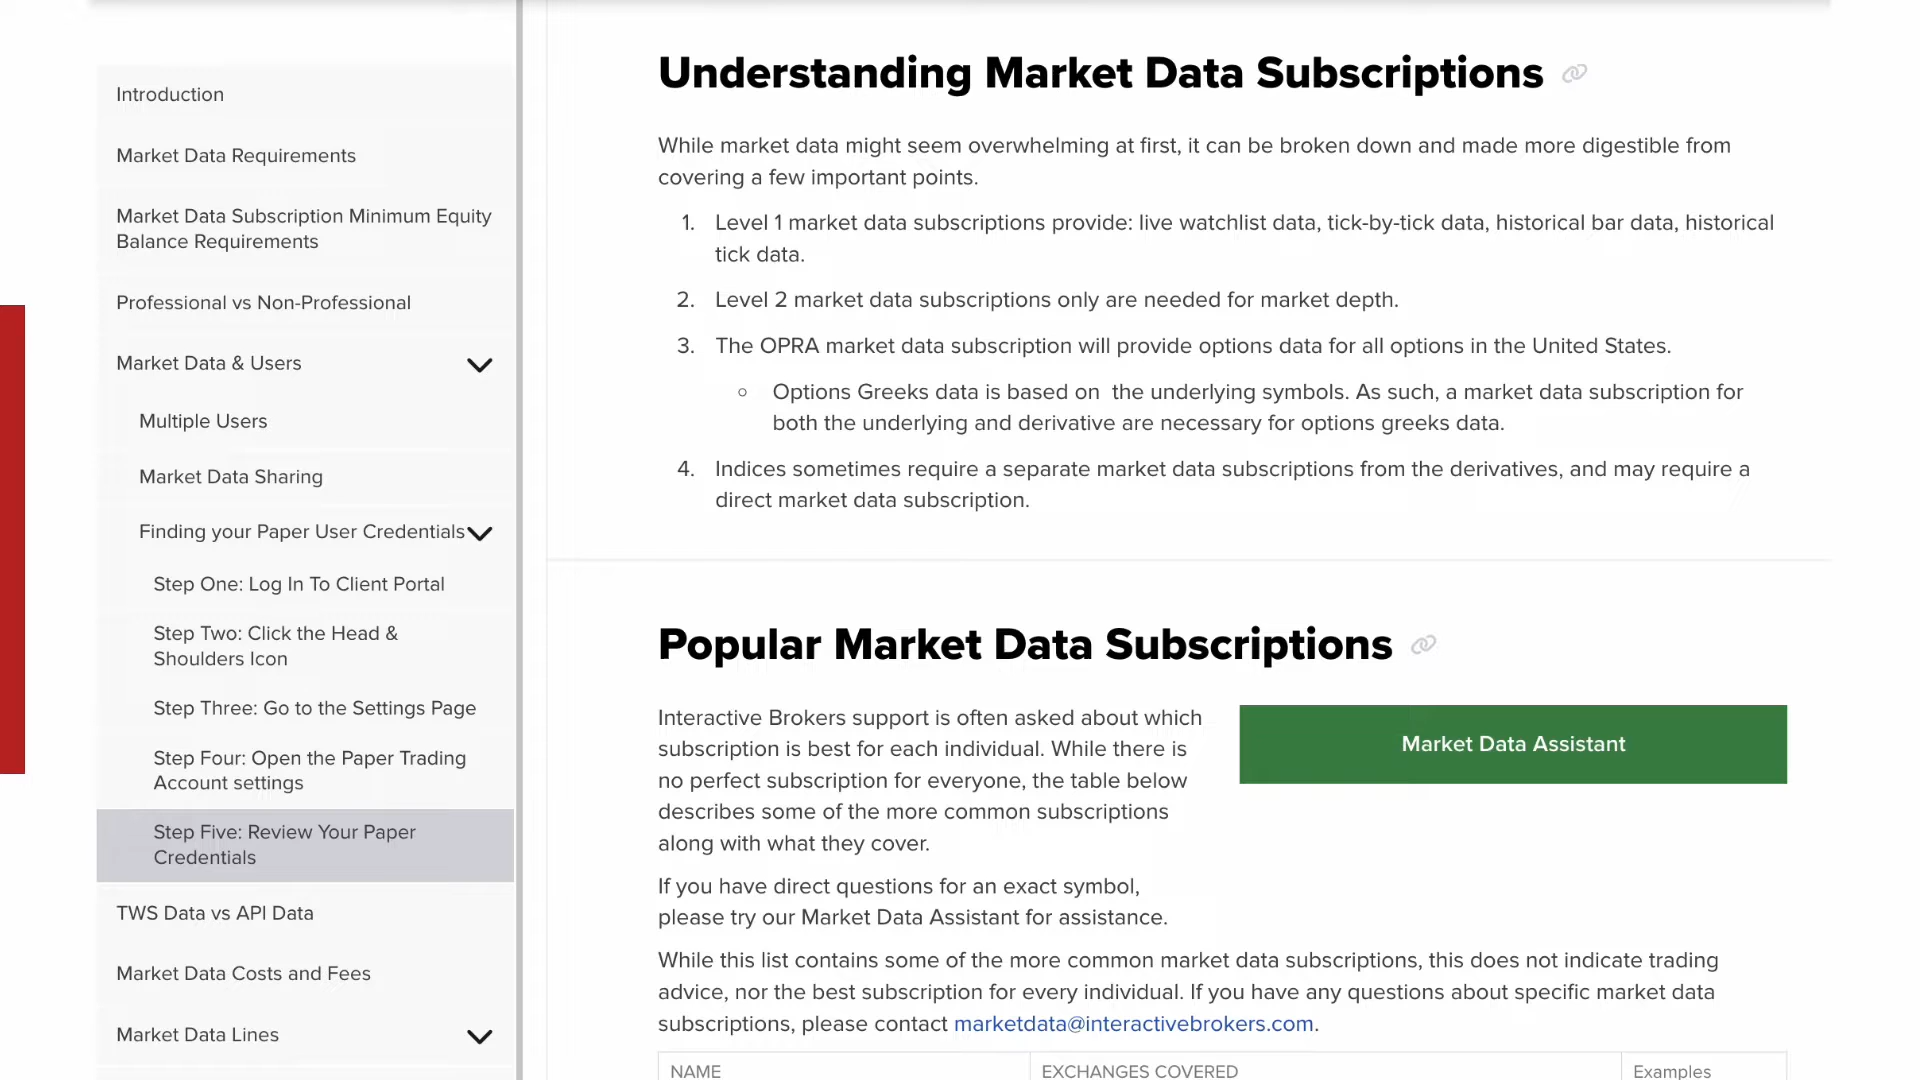 Introduction
Market Data Requirements
Market Data Subscription Minimum Equity
Balance Requirements
Professional vs Non-Professional
Market Data & Users
Multiple Users
Market Data Sharing
Finding your Paper User Credentials
Step One: Log In To Client Portal
Step Two: Click the Head &
Shoulders Icon
Step Three: Go to the Settings Page
Step Four: Open the Paper Trading
Account settings
Step Five: Review Your Paper
Credentials
TWS Data vs API Data
Market Data Costs and Fees
Market Data Lines
Understanding Market Data Subscriptions
While market data might seem overwhelming at first, it can be broken down and made more digestible from
covering a few important points.
1. Level 1 market data subscriptions provide: live watchlist data, tick-by-tick data, historical bar data, historical
tick data.
2. Level 2 market data subscriptions only are needed for market depth.
3. The OPRA market data subscription will provide options data for all options in the United States.
Options Greeks data is based on  the underlying symbols. As such, a market data subscription for
both the underlying and derivative are necessary for options greeks data.
4. Indices sometimes require a separate market data subscriptions from the derivatives, and may require a
direct market data subscription.
Popular Market Data Subscriptions
Interactive Brokers support is often asked about which
subscription is best for each individual. While there is
no perfect subscription for everyone, the table below
describes some of the more common subscriptions
along with what they cover.
Market Data Assistant
If you have direct questions for an exact symbol,
please try our Market Data Assistant for assistance.
While this list contains some of the more common market data subscriptions, this does not indicate trading
advice, nor the best subscription for every individual. If you have any questions about specific market data
subscriptions, please contact marketdata@interactivebrokers.com.
NAME EXCHANGES COVERED Examples